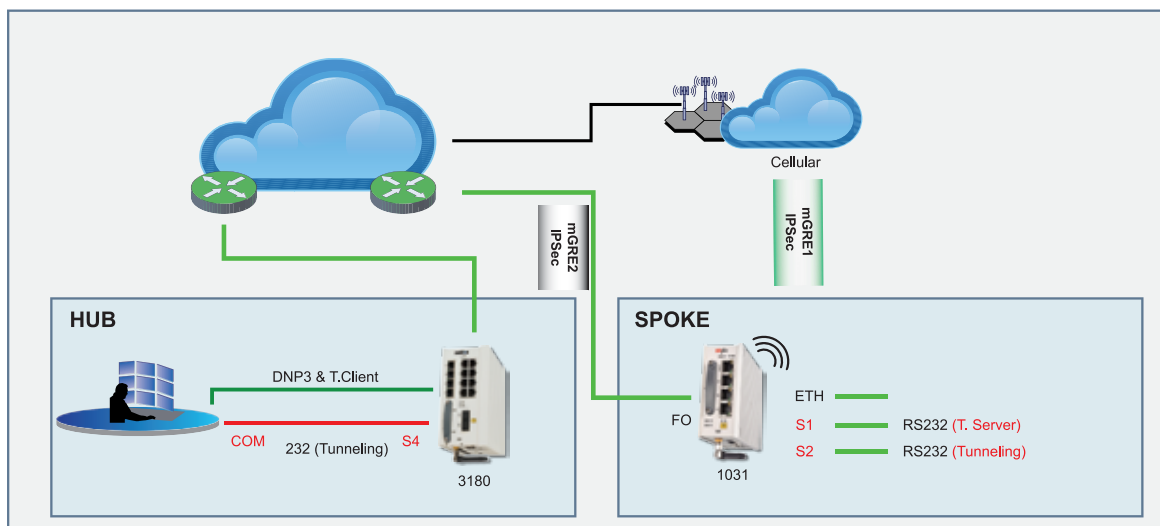 Cellular
mGRE1
IPSec
mGRE2
IPSec
HUB
DNP3 & T.Client
COM
232 (Tunneling)
S4
3180
SPOKE
FO
1031
ETH
S1 RS232 (T. Server)
S2 RS232 (Tunneling)